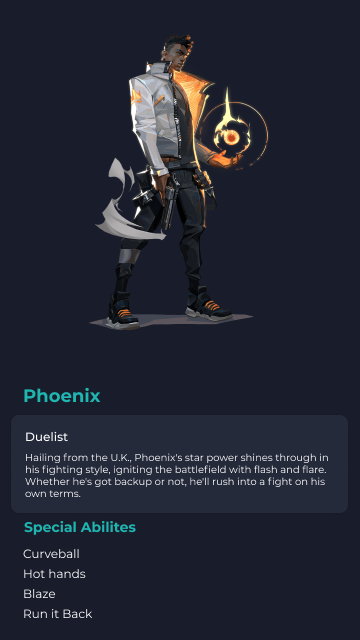 Phoenix
Duelist
Hailing from the U.K., Phoenix's star power shines through in
his fighting style, igniting the battlefield with flash and flare.
Whether he's got backup or not, he'll rush into a fight on his
own terms.
Special Abilites
Curveball
Hot hands
Blaze
Run it Back